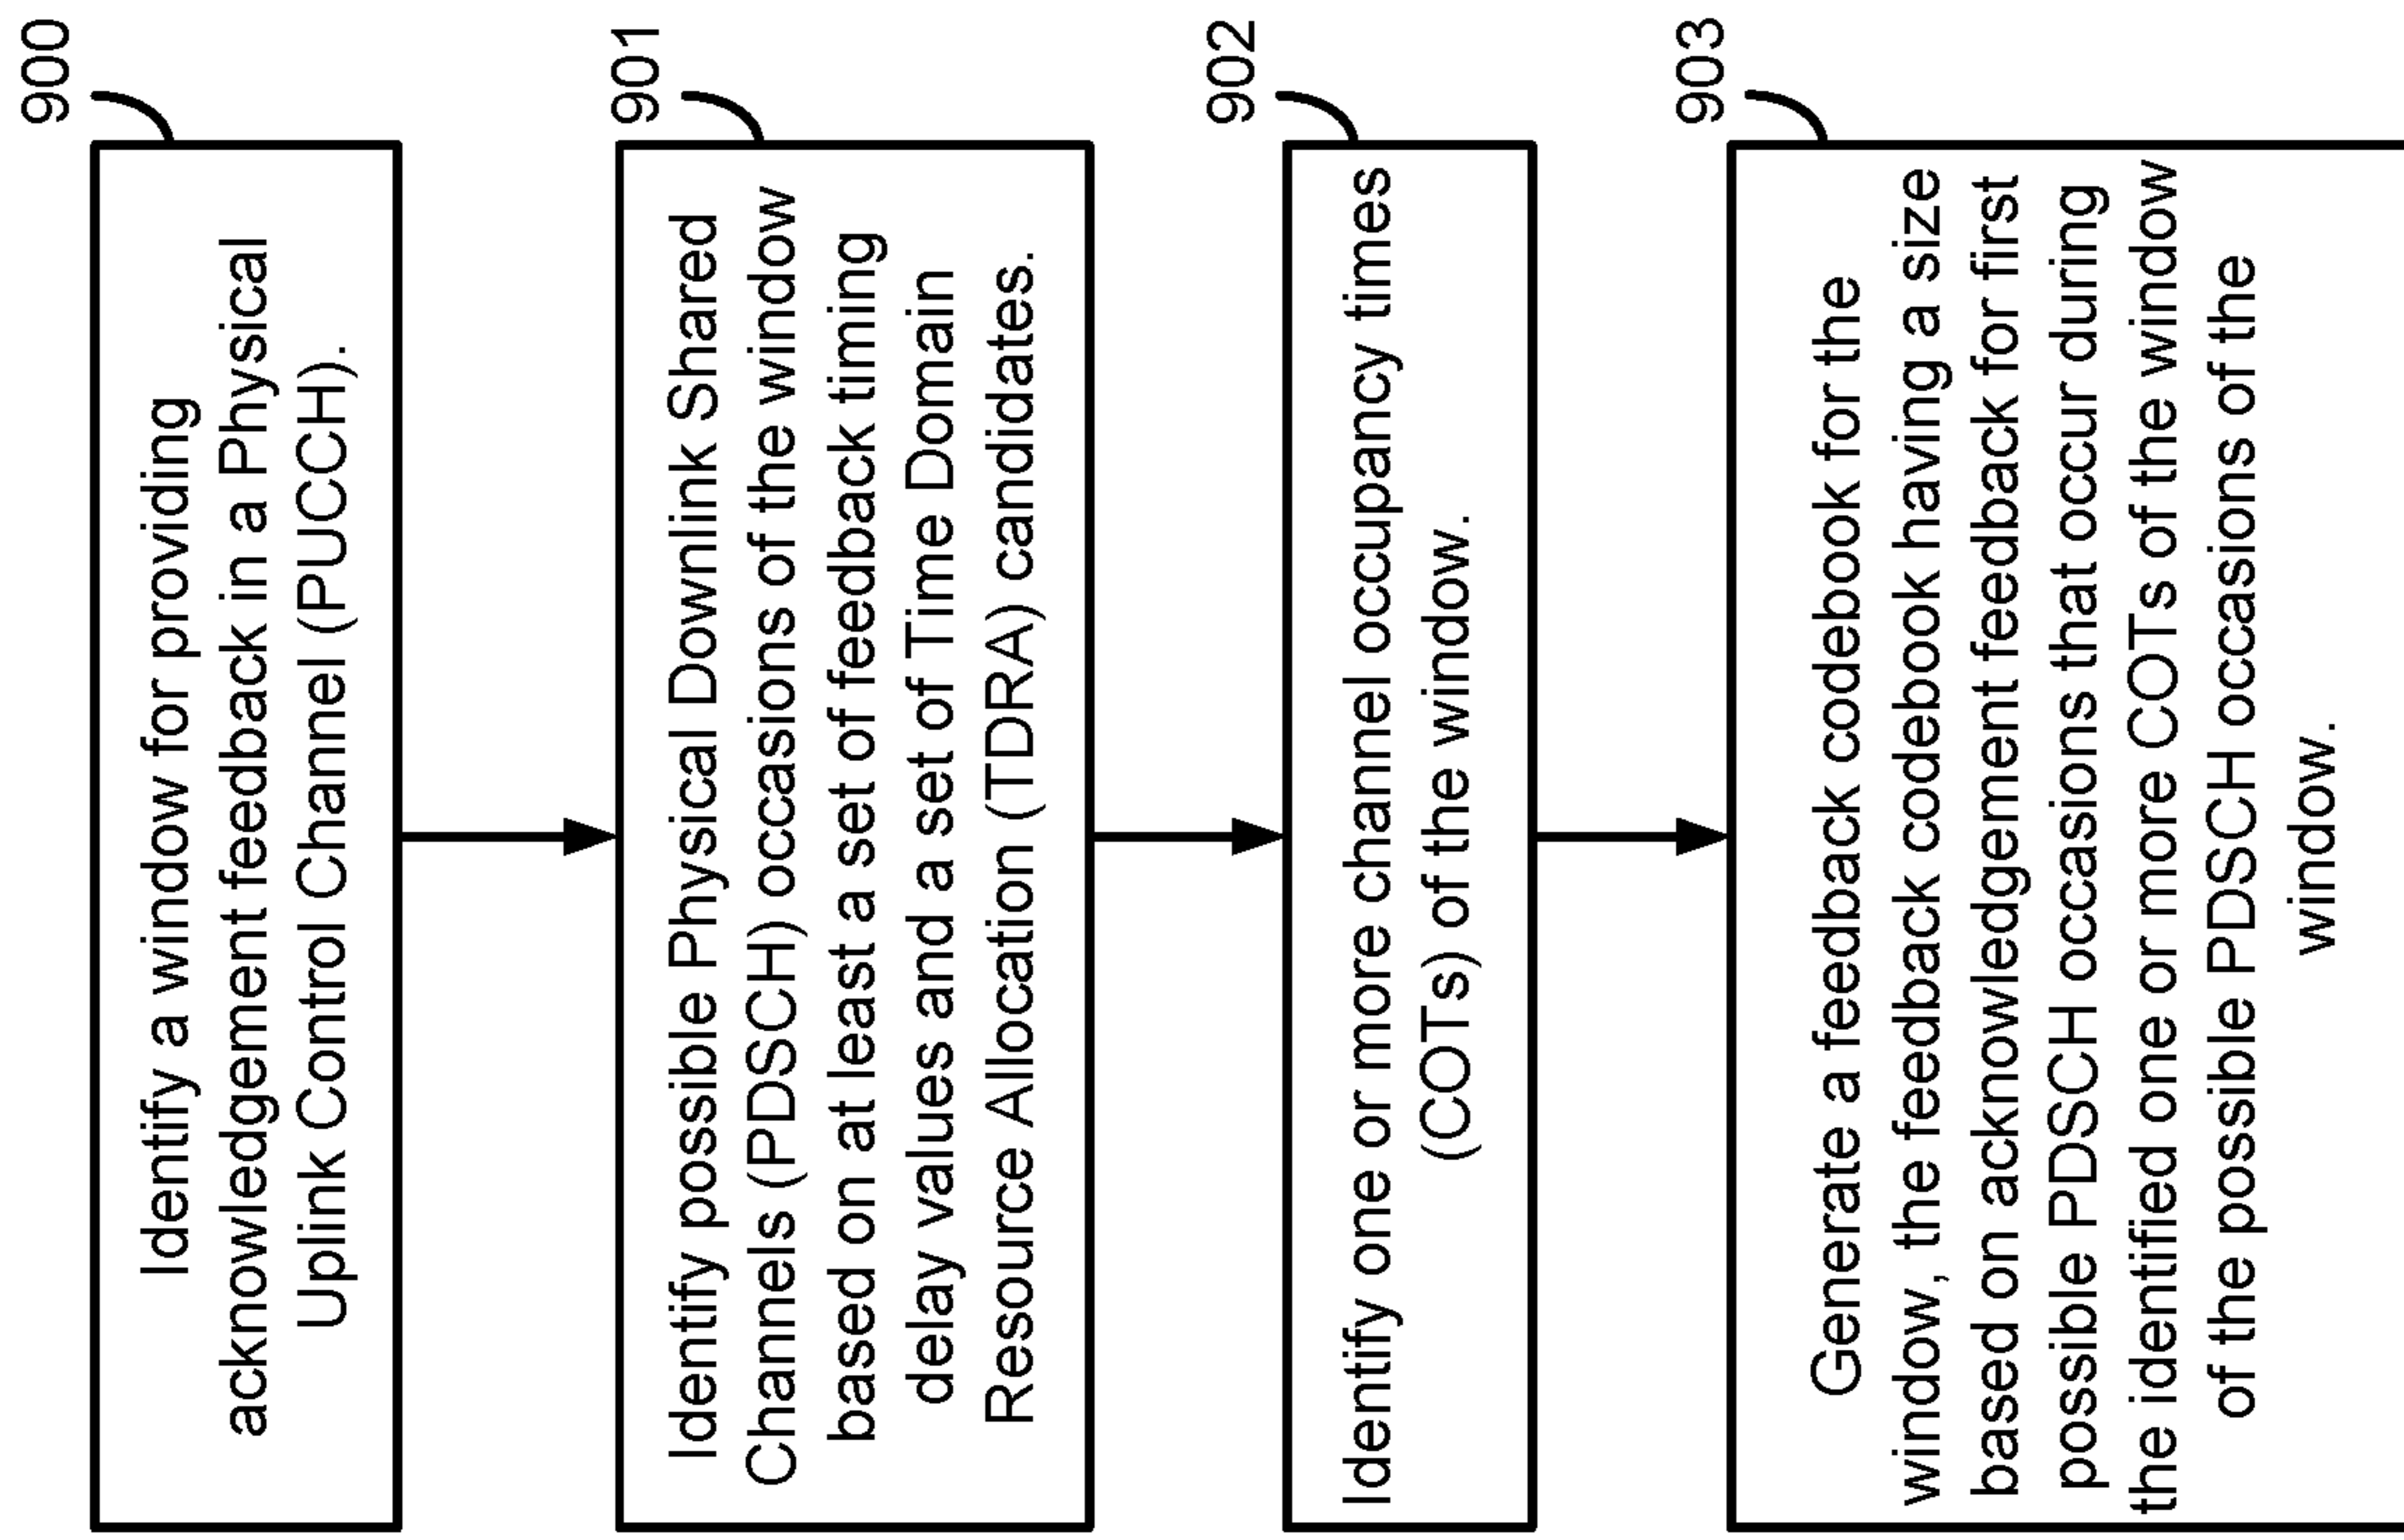 900
Identify a window for providing
acknowledgement feedback in a Physical
Uplink Control Channel (PUCCH).
901
Identify possible Physical Downlink Shared
Channels (PDSCH) occasions of the window
based on at least a set of feedback timing
delay values and a set of Time Domain
Resource Allocation (TDRA) candidates.
902
Identify one or more channel occupancy times
(COTs) of the window.
903
Generate a feedback codebook for the
window, the feedback codebook having a size
based on acknowledgement feedback for first
possible PDSCH occasions that occur during
the identified one or more COTs of the window
of the possible PDSCH occasions of the
window.